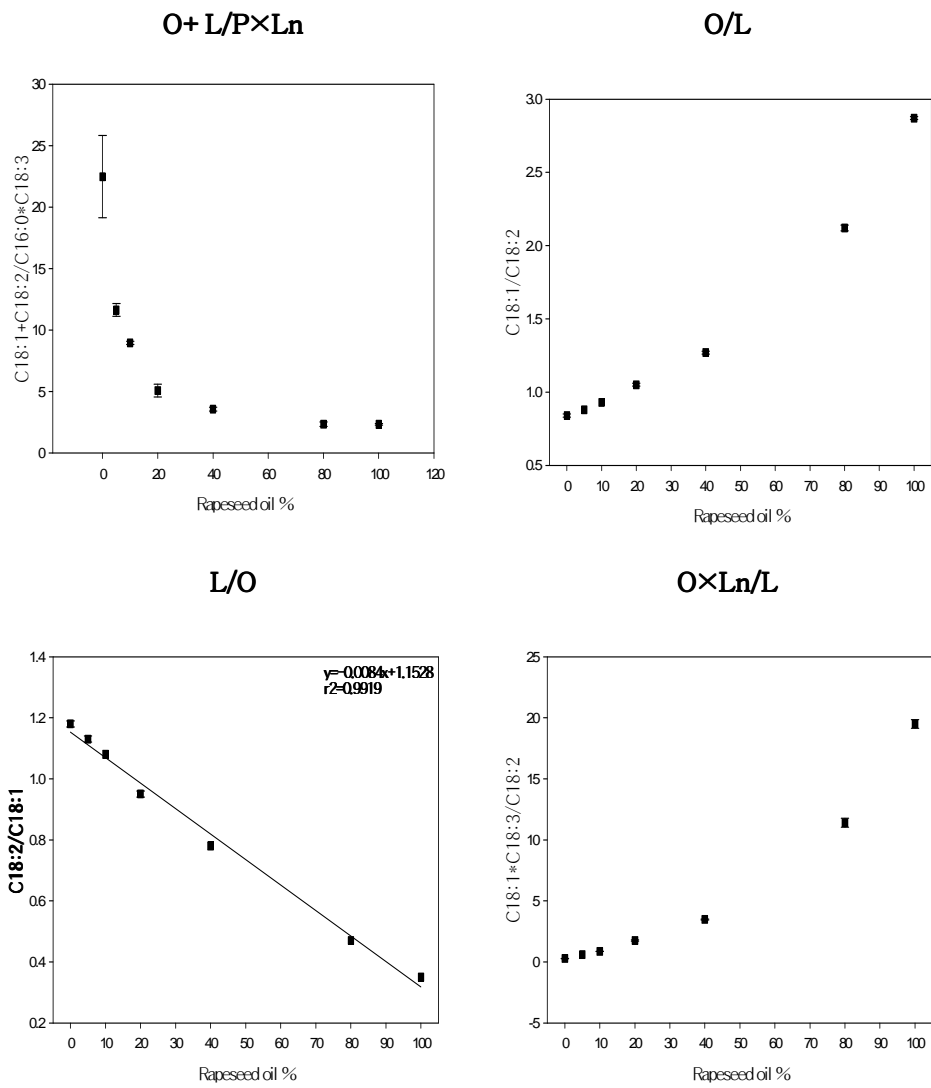 O+ L/P×Ln
30
25
20
15
10
5
0
C18:1+C18:2/C16:0*C18:3
0 20 40 60 80 100 120
Rapeseed oil %
O/L
3.0
2.5
2.0
1.5
1.0
0.5
C18:1/C18:2
0 10 20 30 40 50 60 70 80 90 100
Rapeseed oil %
L/O
1.4
1.2
1.0
0.8
0.6
0.4
0.2
C18:2/C18:1
y=-0.0084x+1.1528
r2=0.9919
0 10 20 30 40 50 60 70 80 90 100
Rapeseed oil %
O×Ln/L
25
20
15
10
5
0
-5
C18:1*C18:3/C18:2
0 10 20 30 40 50 60 70 80 90 100
Rapeseed oil %